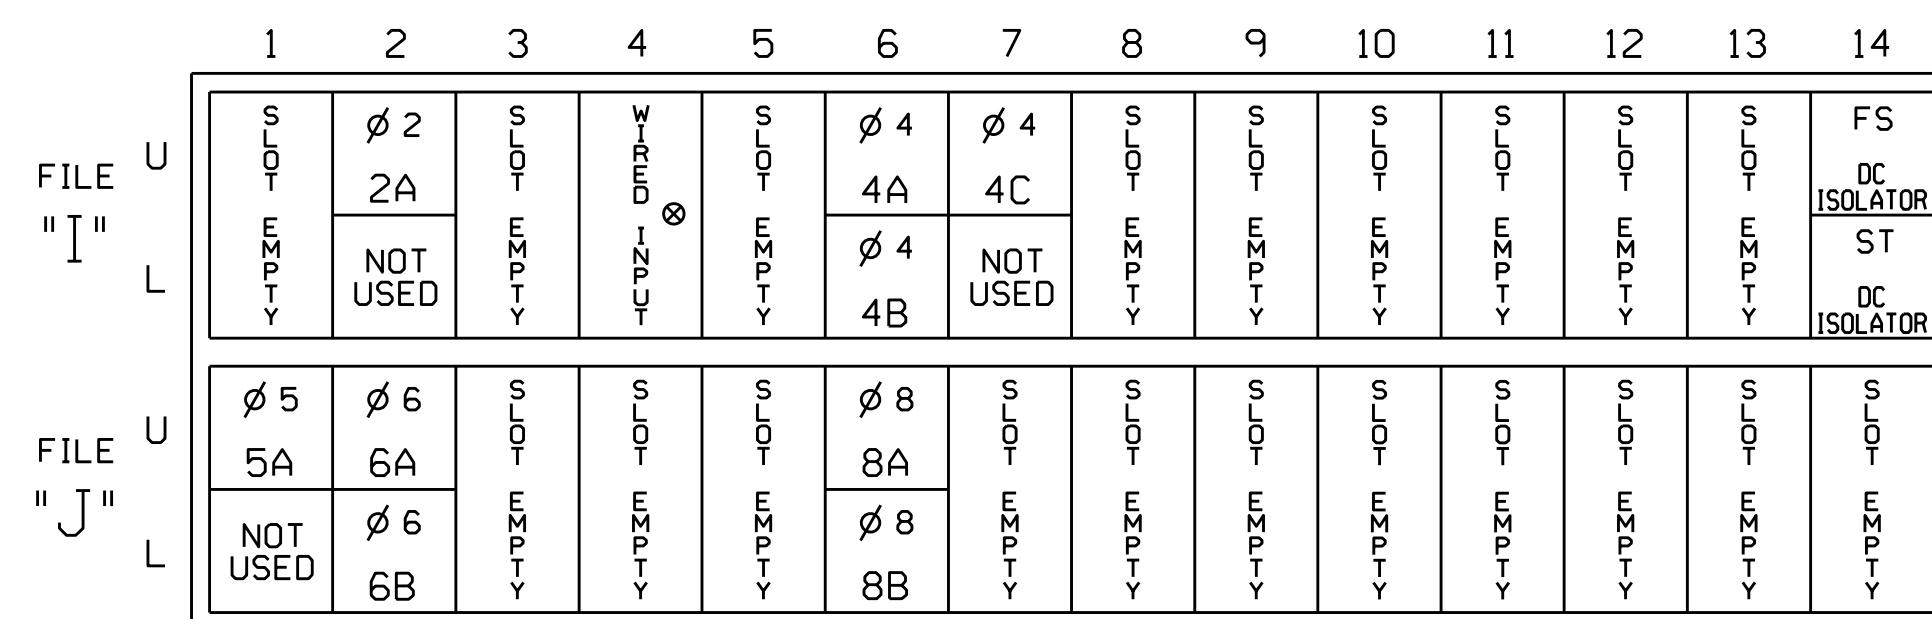 1 2 3 4 5 6 7 8 9 10 11 12 13 14
FILE
"I"
U
L
SLOT EMPTY
Ø 2
2A
NOT
USED
SLOT EMPTY
WIRED INPUT
SLOT EMPTY
Ø 4
4A
Ø 4
4B
Ø 4
4C
NOT
USED
SLOT EMPTY
SLOT EMPTY
SLOT EMPTY
SLOT EMPTY
SLOT EMPTY
SLOT EMPTY
FS
DC
ISOLATOR
ST
DC
ISOLATOR
FILE
"J"
U
L
Ø 5
5A
NOT
USED
Ø 6
6A
Ø 6
6B
SLOT EMPTY
SLOT EMPTY
SLOT EMPTY
Ø 8
8A
Ø 8
8B
SLOT EMPTY
SLOT EMPTY
SLOT EMPTY
SLOT EMPTY
SLOT EMPTY
SLOT EMPTY
SLOT EMPTY
SLOT EMPTY